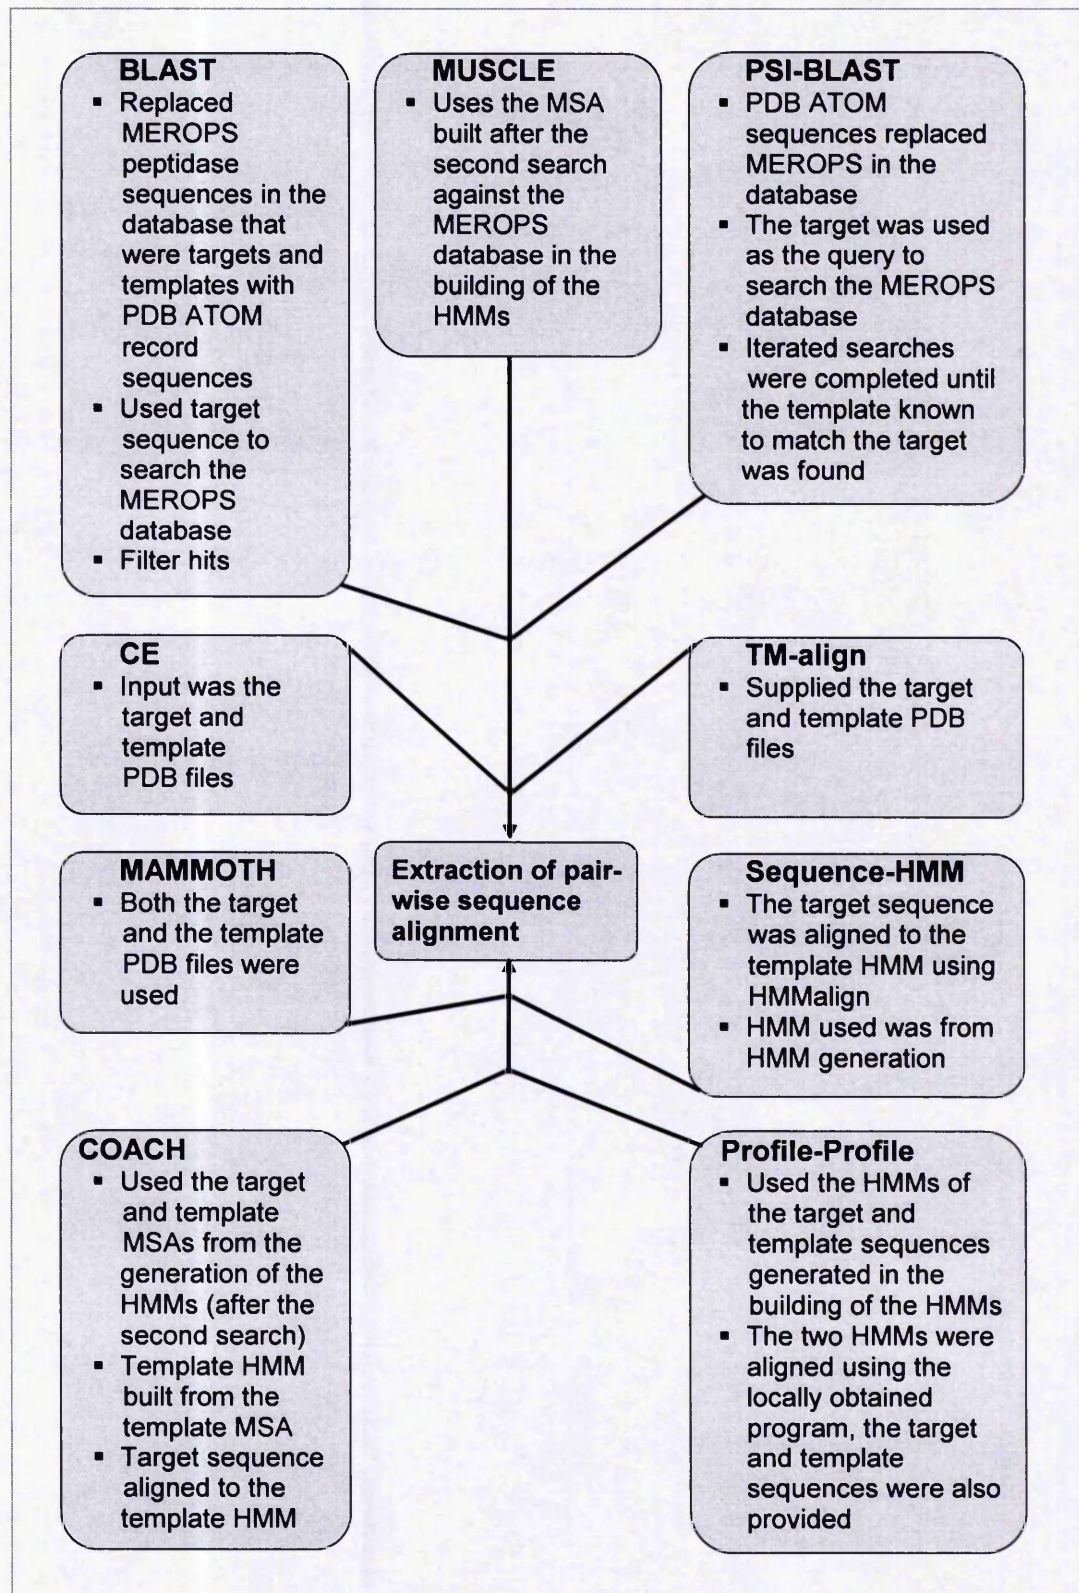 BLAST
▪ Replaced
MEROPS
peptidase
sequences in the
database that
were targets and
templates with
PDB ATOM
record
sequences
▪ Used target
sequence to
search the
MEROPS
database
▪ Filter hits
MUSCLE
▪ Uses the MSA
built after the
second search
against the
MEROPS
database in the
building of the
HMMs
PSI-BLAST
▪ PDB ATOM
sequences replaced
MEROPS in the
database
▪ The target was used
as the query to
search the MEROPS
database
▪ Iterated searches
were completed until
the template known
to match the target
was found
CE
▪ Input was the
target and
template
PDB files
TM-align
▪ Supplied the target
and template PDB
files
MAMMOTH
▪ Both the target
and the template
PDB files were
used
Extraction of pair-
wise sequence
alignment
Sequence-HMM
▪ The target sequence
was aligned to the
template HMM using
HMMalign
▪ HMM used was from
HMM generation
COACH
▪ Used the target
and template
MSAs from the
generation of the
HMMs (after the
second search)
▪ Template HMM
built from the
template MSA
▪ Target sequence
aligned to the
template HMM
Profile-Profile
▪ Used the HMMs of
the target and
template sequences
generated in the
building of the HMMs
▪ The two HMMs were
aligned using the
locally obtained
program, the target
and template
sequences were also
provided